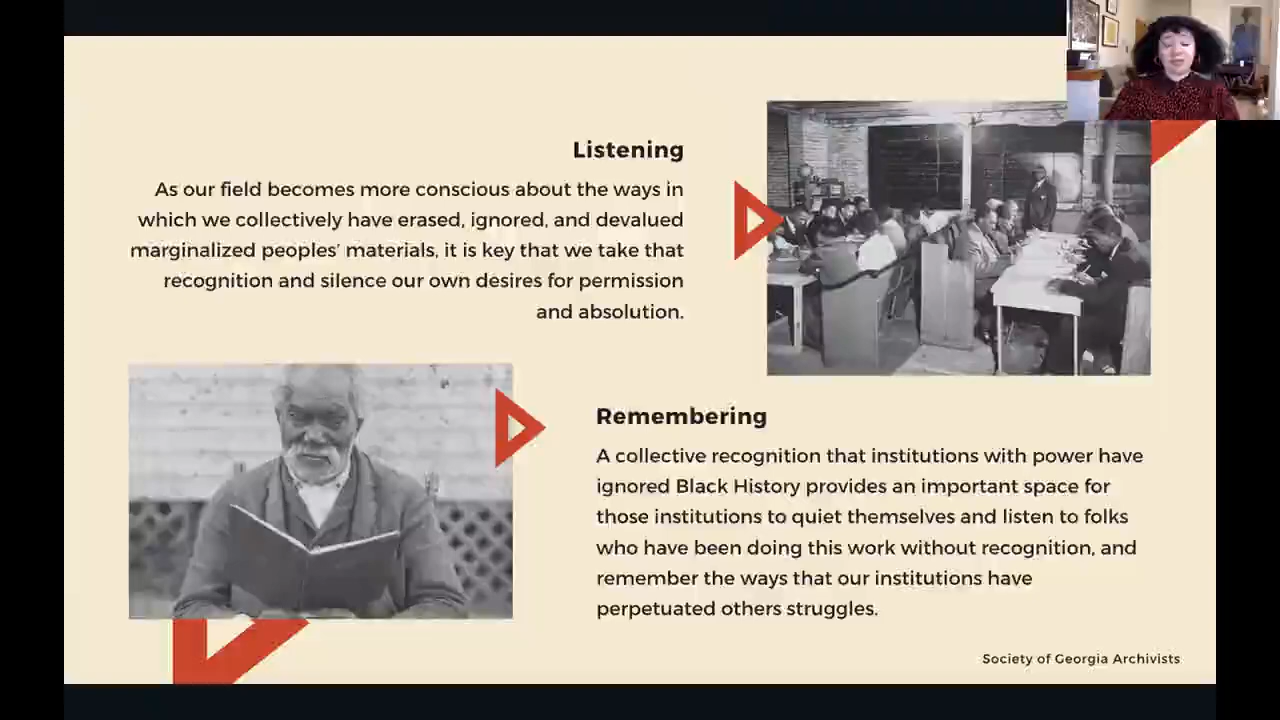 Listening
As our field becomes more conscious about the ways in
which we collectively have erased, ignored, and devalued
marginalized peoples' materials, it is key that we take that
recognition and silence our own desires for permission
and absolution.
Remembering
A collective recognition that institutions with power have
ignored Black History provides an important space for
those institutions to quiet themselves and listen to folks
who have been doing this work without recognition, and
remember the ways that our institutions have
perpetuated others struggles.
Society of Georgia Archivists